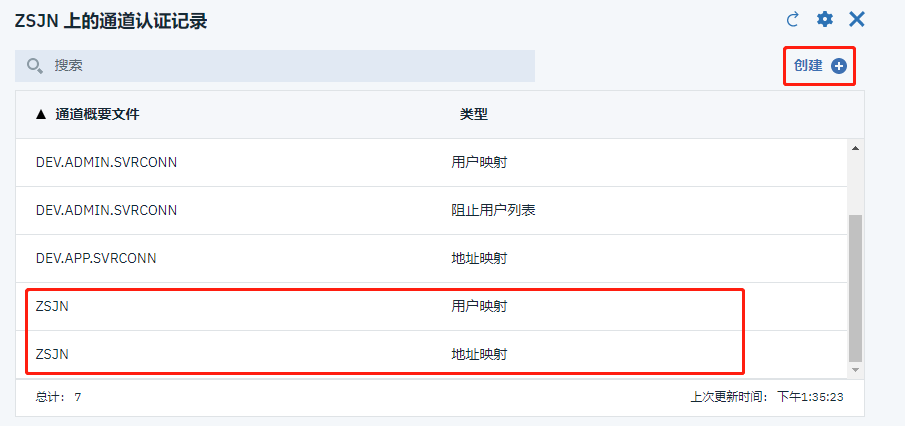 ZSJN 上的通道认证记录
搜索 创建
▲ 通道概要文件 类型
DEV.ADMIN.SVRCONN 用户映射
DEV.ADMIN.SVRCONN 阻止用户列表
DEV.APP.SVRCONN 地址映射
ZSJN 用户映射
ZSJN 地址映射
总计： 7 上次更新时间： 下午1:35:23